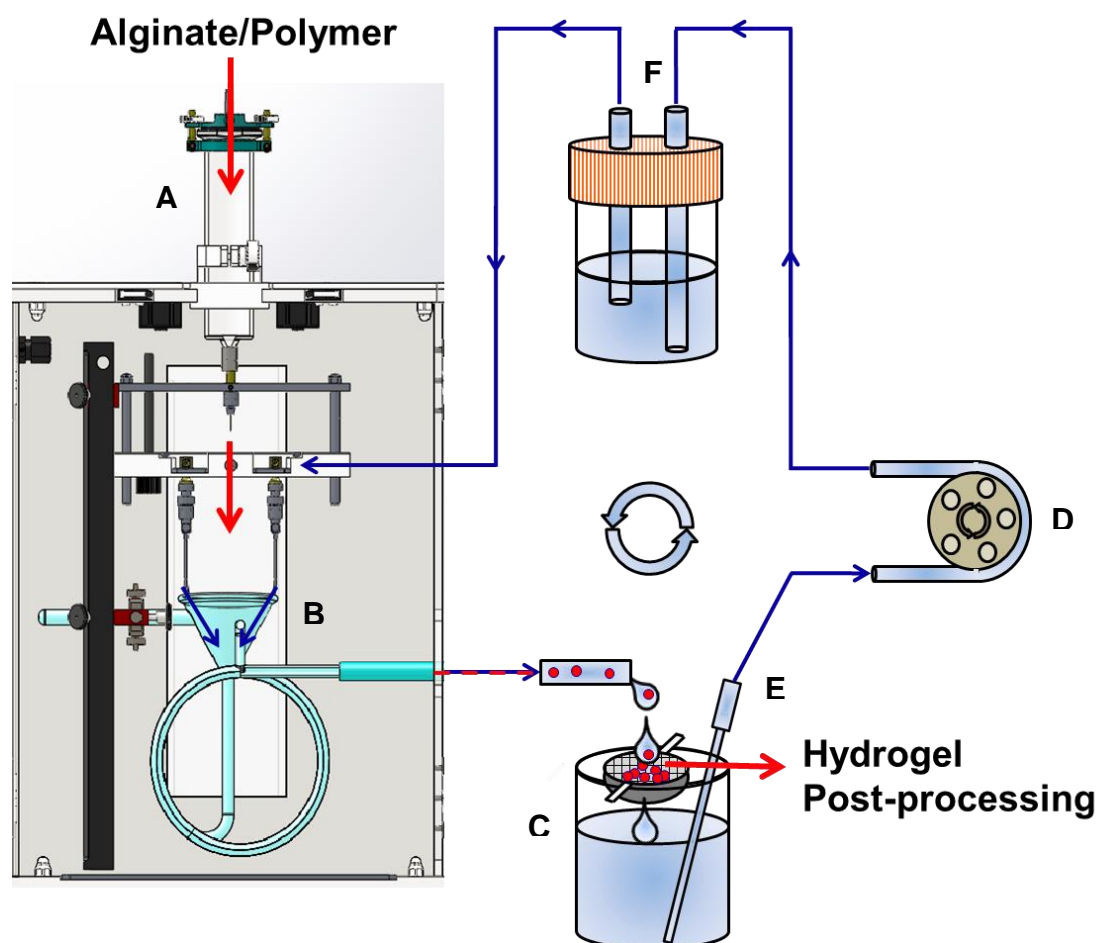 Alginate/Polymer
F
A
D
B
E
Hydrogel
Post-processing
C